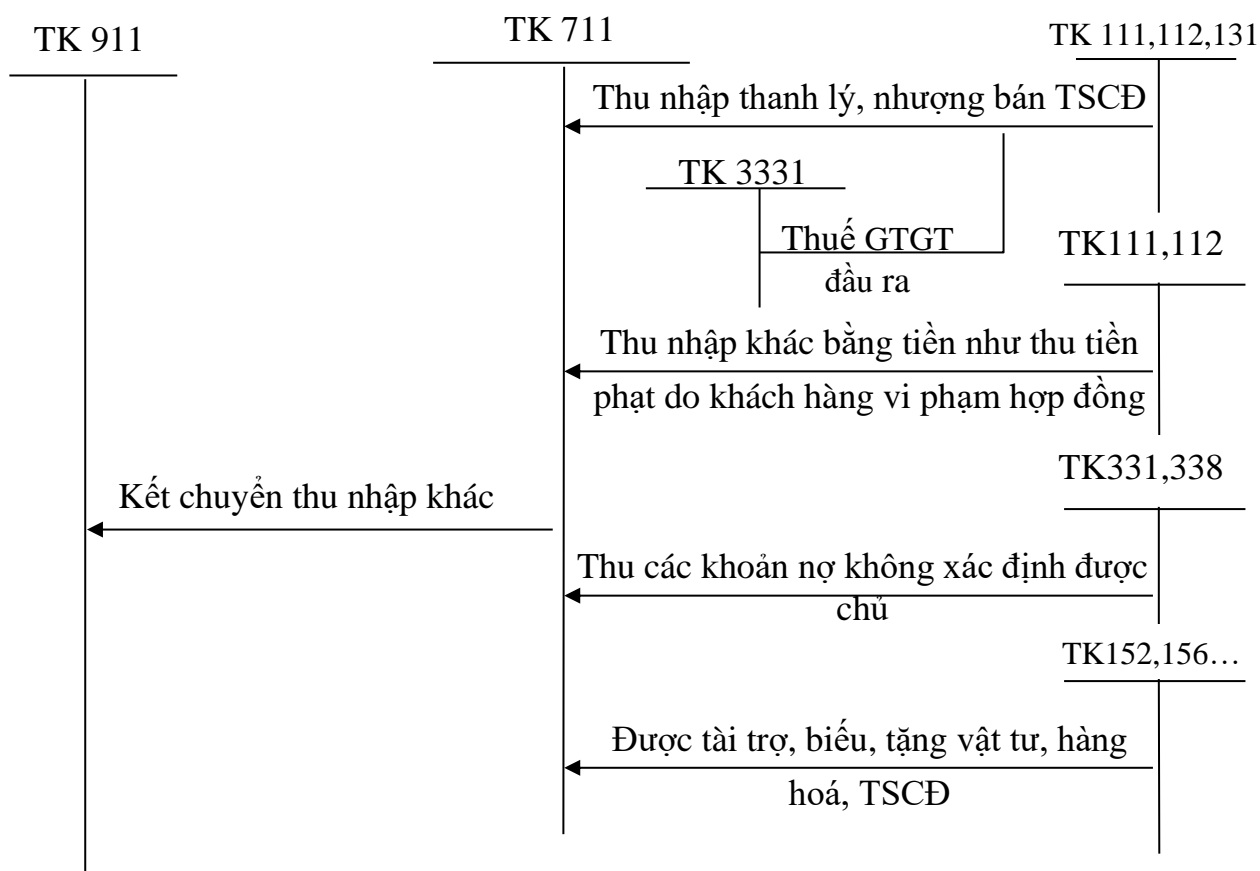 TK 911
TK 711
TK 111,112,131
Thu nhập thanh lý, nhượng bán TSCĐ
TK 3331
Thuế GTGT
đầu ra
TK111,112
Thu nhập khác bằng tiền như thu tiền
phạt do khách hàng vi phạm hợp đồng
TK331,338
Kết chuyển thu nhập khác
Thu các khoản nợ không xác định được
chủ
TK152,156…
Được tài trợ, biếu, tặng vật tư, hàng
hoá, TSCĐ